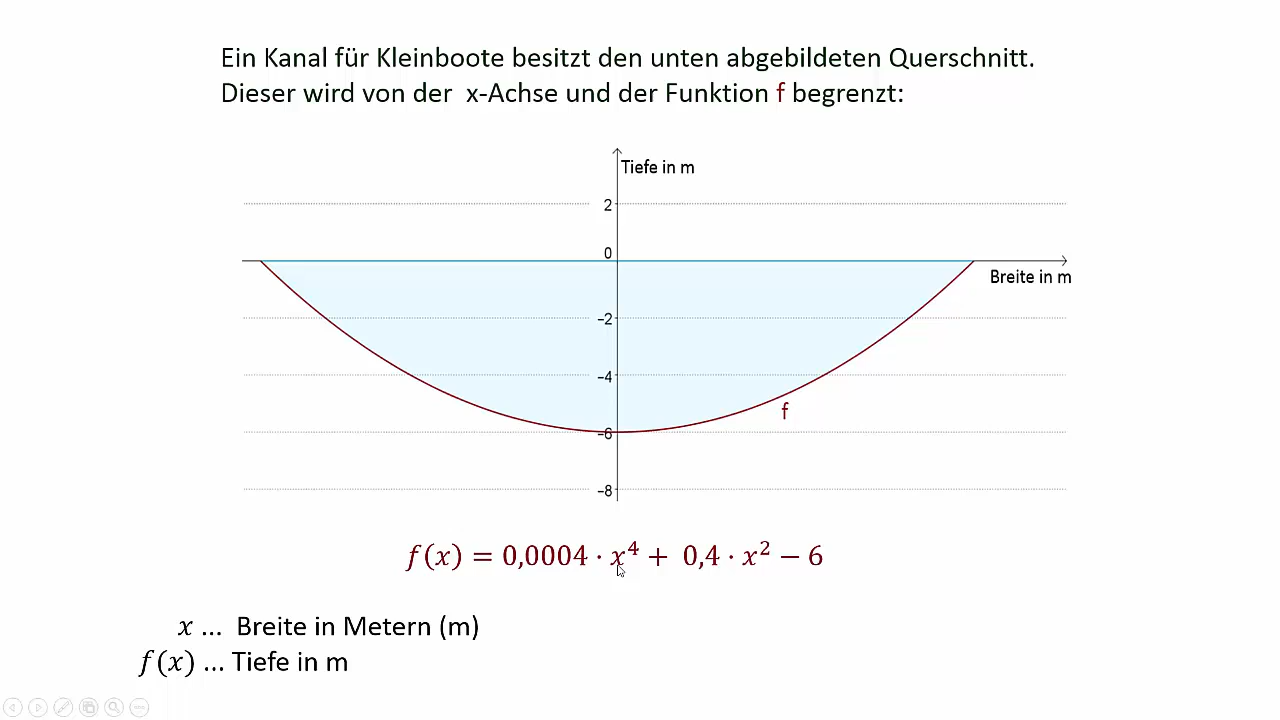 Ein Kanal für Kleinboote besitzt den unten abgebildeten Querschnitt.
Dieser wird von der x-Achse und der Funktion f begrenzt:
Tiefe in m
2
0
Breite in m
−2
−4
f
−6
−8
f(x) = 0,0004 · x⁴ + 0,4 · x² − 6
x ... Breite in Metern (m)
f(x) ... Tiefe in m